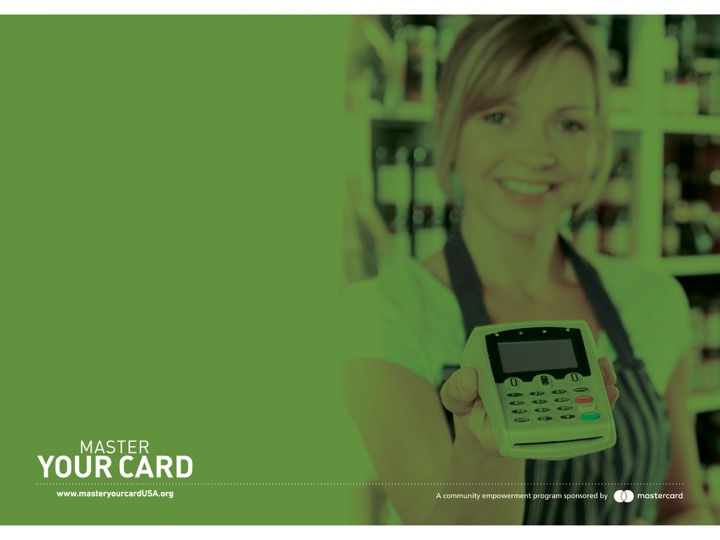 MASTER
YOUR CARD
www.masteryourcardUSA.org
A community empowerment program sponsored by mastercard